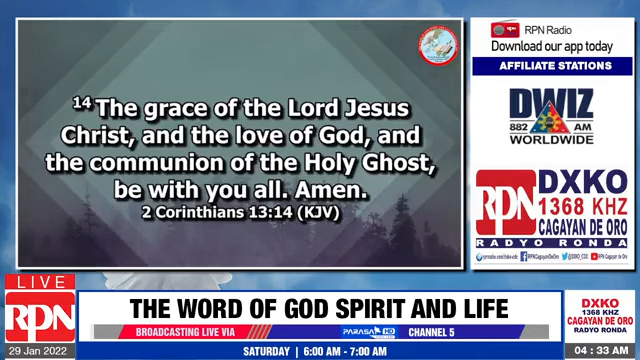 14 The grace of the Lord Jesus
Christ, and the love of God, and
the communion of the Holy Ghost,
be with you all. Amen.
2 Corinthians 13:14 (KJV)
RPN Radio
Download our app today
AFFILIATE STATIONS
DWIZ
882 AM
WORLDWIDE
RPN
DXKO
1368 KHZ
CAGAYAN DE ORO
RADYO RONDA
LIVE
RPN
29 Jan 2022
THE WORD OF GOD SPIRIT AND LIFE
BROADCASTING LIVE VIA PARASAT HD CHANNEL 5
SATURDAY | 6:00 AM - 7:00 AM
DXKO
1368 KHZ
CAGAYAN DE ORO
RADYO RONDA
04 : 33 AM